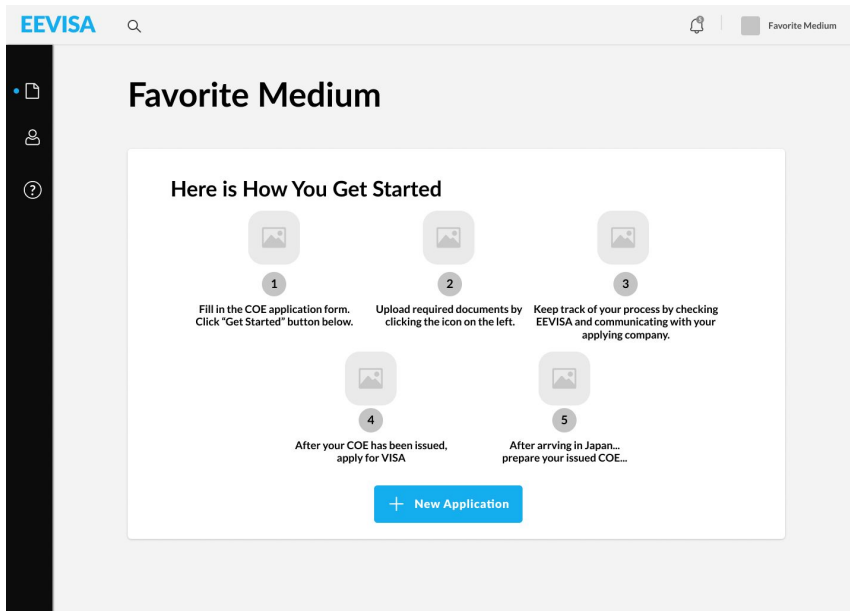 EEVISA
Favorite Medium
Favorite Medium
Here is How You Get Started
1
Fill in the COE application form.
Click “Get Started” button below.
2
Upload required documents by
clicking the icon on the left.
3
Keep track of your process by checking
EEVISA and communicating with your
applying company.
4
After your COE has been issued,
apply for VISA
5
After arrving in Japan...
prepare your issued COE...
New Application